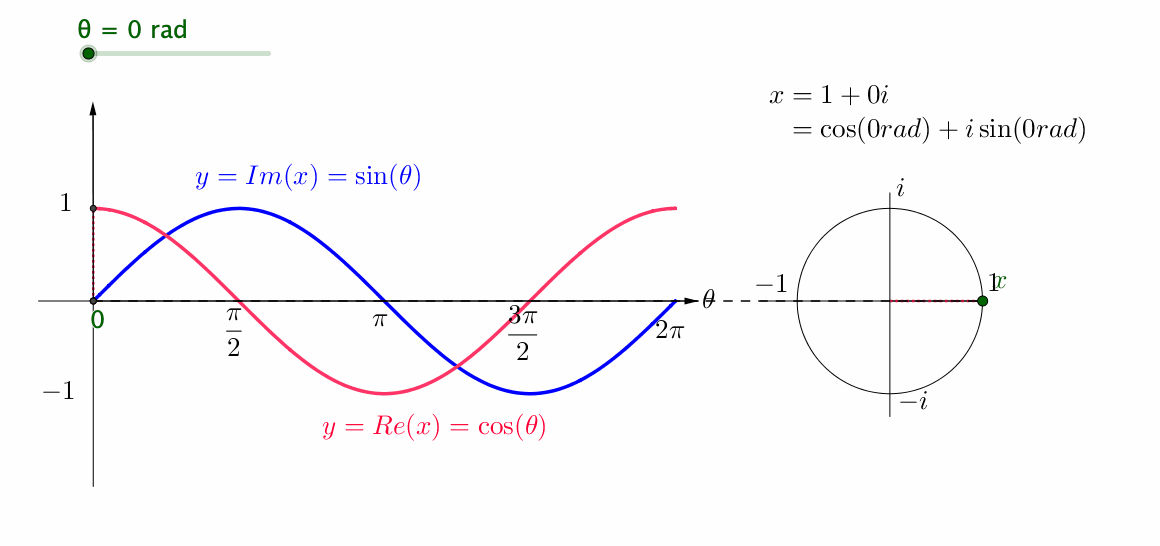 θ = 0 rad
x = 1 + 0i
= cos(0rad) + i sin(0rad)
y = Im(x) = sin(θ)
i
1
−1
1
x
θ
0
π/2
π
3π/2
2π
−1
−i
y = Re(x) = cos(θ)